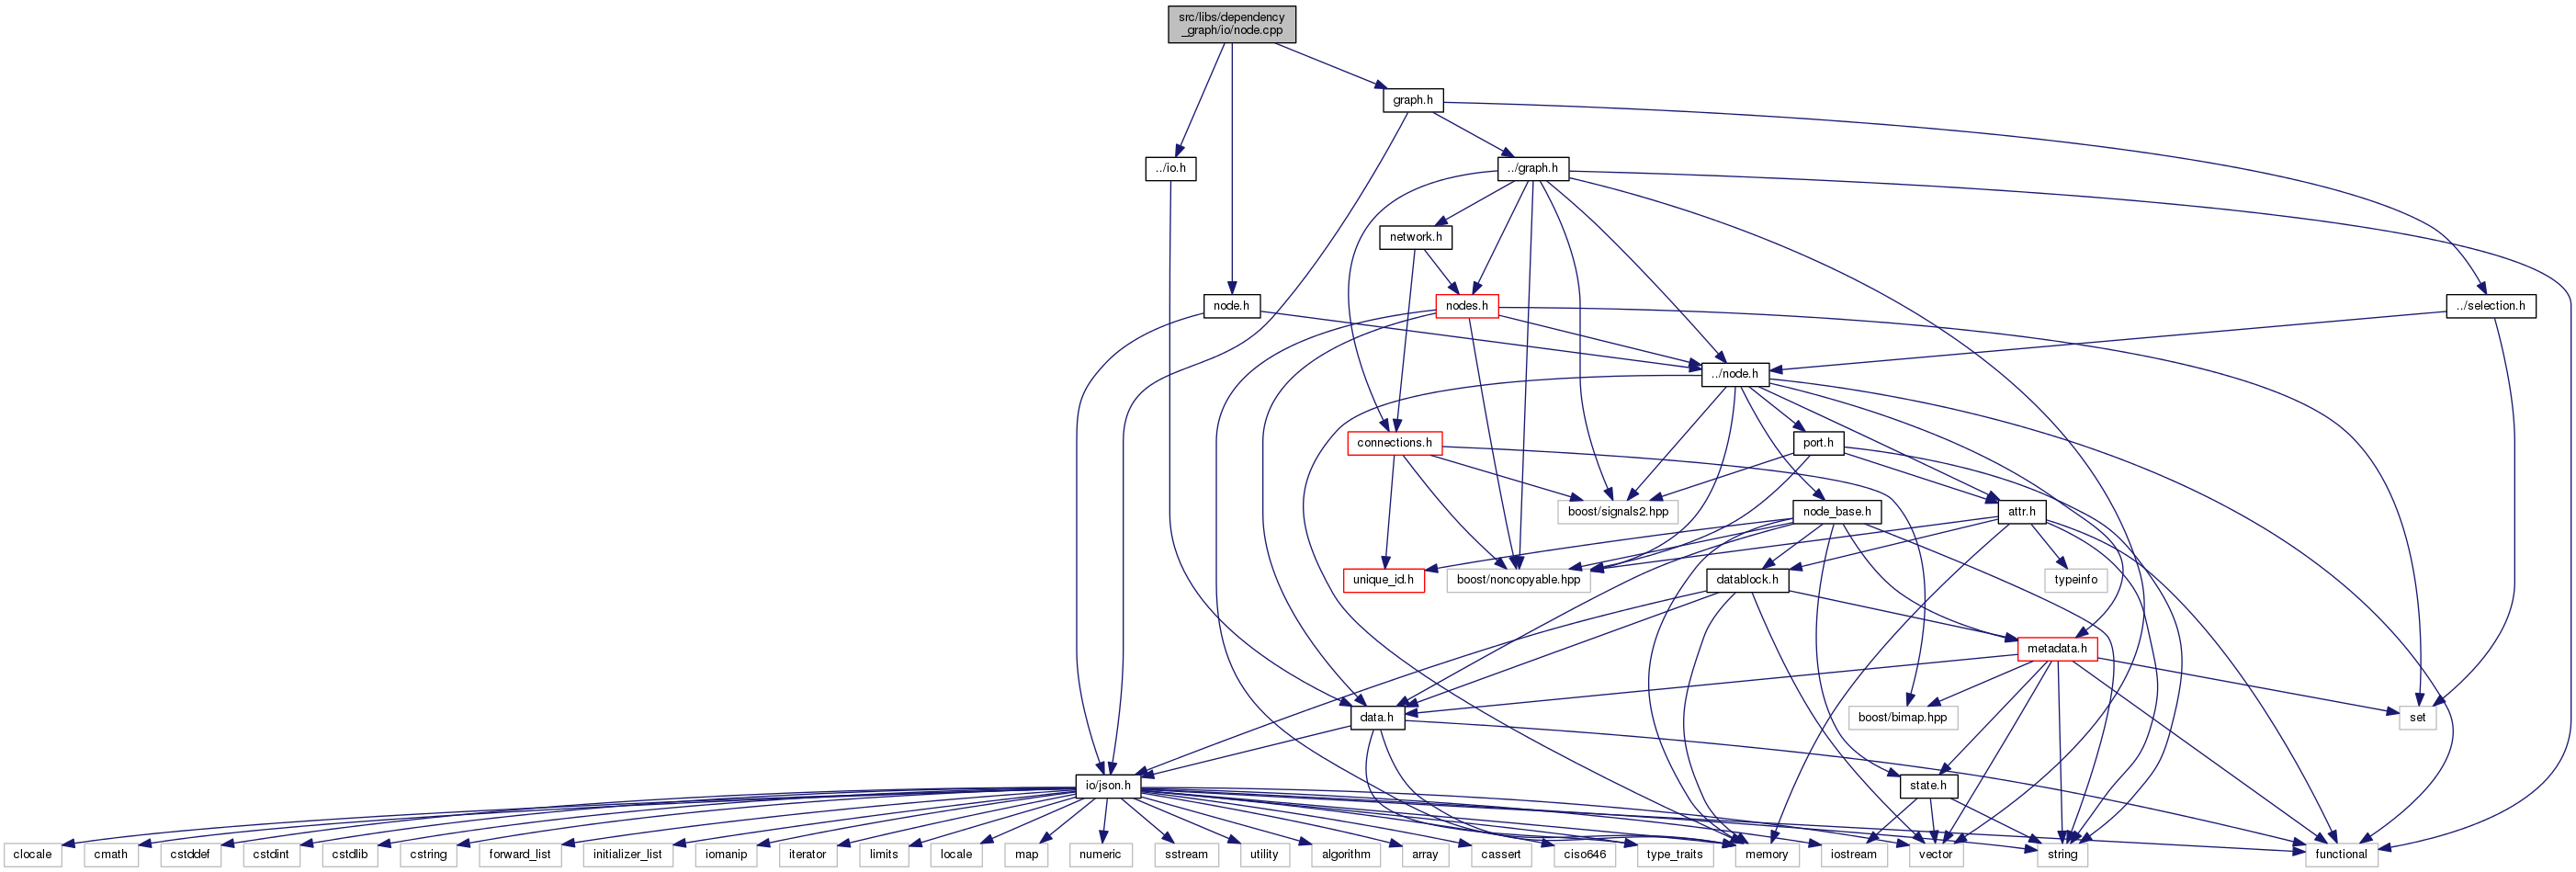 src/libs/dependency
_graph/io/node.cpp
graph.h
../io.h
../graph.h
network.h
node.h
nodes.h
../selection.h
../node.h
connections.h
port.h
boost/signals2.hpp
node_base.h
attr.h
unique_id.h
boost/noncopyable.hpp
datablock.h
typeinfo
metadata.h
data.h
boost/bimap.hpp
set
io/json.h
state.h
clocale
cmath
cstddef
cstdint
cstdlib
cstring
forward_list
initializer_list
iomanip
iterator
limits
locale
map
numeric
sstream
utility
algorithm
array
cassert
ciso646
type_traits
memory
iostream
vector
string
functional